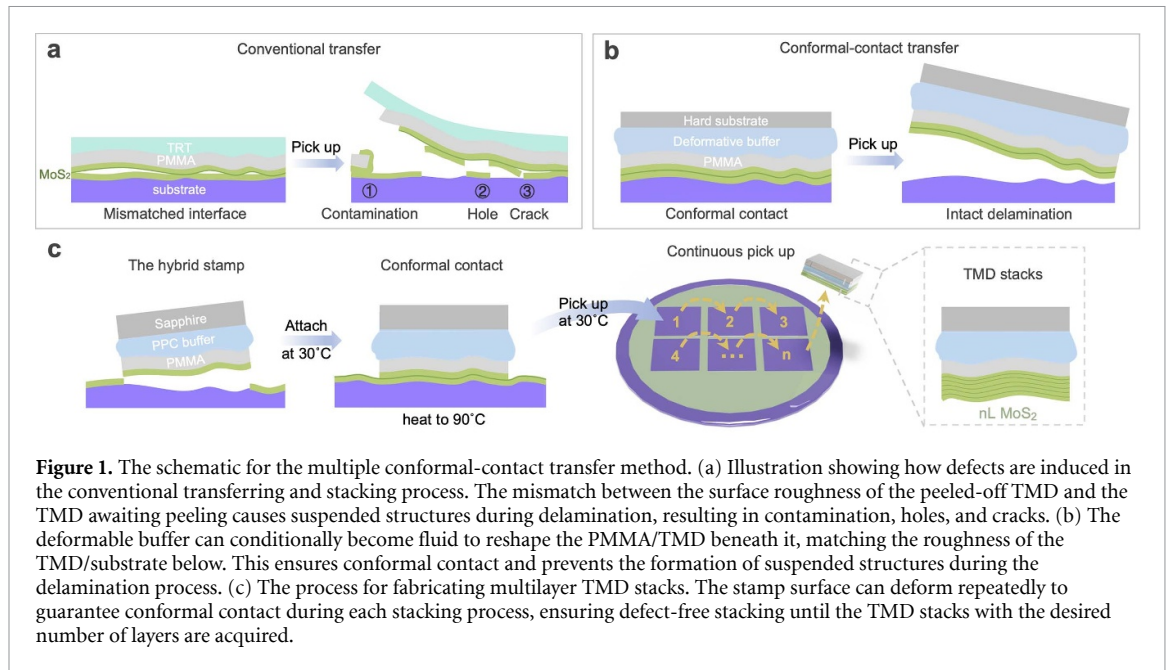 a
Conventional transfer
TRT
PMMA
MoS₂
substrate
Mismatched interface
Pick up
①
②
③
Contamination
Hole
Crack
b
Conformal-contact transfer
Hard substrate
Deformative buffer
PMMA
Conformal contact
Pick up
Intact delamination
c
The hybrid stamp
Sapphire
PPC buffer
PMMA
Attach
at 30˚C
Conformal contact
heat to 90˚C
Pick up
at 30˚C
Continuous pick up
1
2
3
4
...
n
TMD stacks
nL MoS₂
Figure 1. The schematic for the multiple conformal-contact transfer method. (a) Illustration showing how defects are induced in
the conventional transferring and stacking process. The mismatch between the surface roughness of the peeled-off TMD and the
TMD awaiting peeling causes suspended structures during delamination, resulting in contamination, holes, and cracks. (b) The
deformable buffer can conditionally become fluid to reshape the PMMA/TMD beneath it, matching the roughness of the
TMD/substrate below. This ensures conformal contact and prevents the formation of suspended structures during the
delamination process. (c) The process for fabricating multilayer TMD stacks. The stamp surface can deform repeatedly to
guarantee conformal contact during each stacking process, ensuring defect-free stacking until the TMD stacks with the desired
number of layers are acquired.